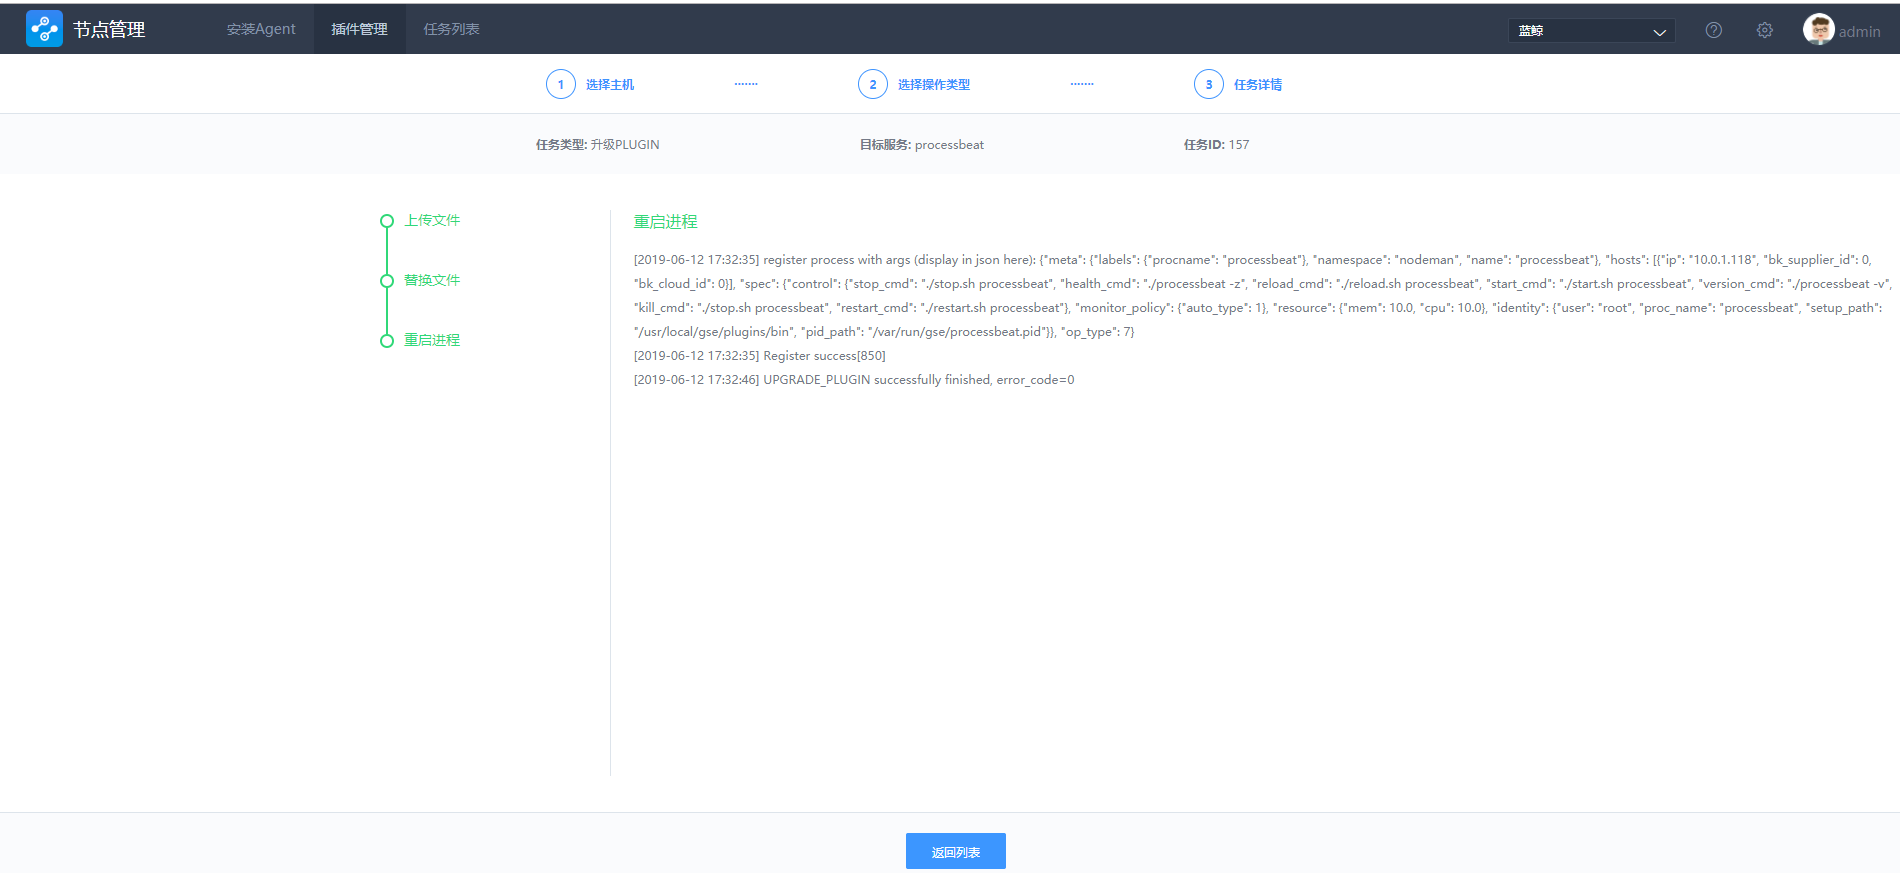 节点管理
安装Agent
插件管理
任务列表
蓝鲸
admin
1 选择主机
2 选择操作类型
3 任务详情
任务类型: 升级PLUGIN
目标服务: processbeat
任务ID: 157
上传文件
替换文件
重启进程
重启进程
[2019-06-12 17:32:35] register process with args (display in json here): {"meta": {"labels": {"procname": "processbeat"}, "namespace": "nodeman", "name": "processbeat"}, "hosts": [{"ip": "10.0.1.118", "bk_supplier_id": 0,
"bk_cloud_id": 0}], "spec": {"control": {"stop_cmd": "./stop.sh processbeat", "health_cmd": "./processbeat -z", "reload_cmd": "./reload.sh processbeat", "start_cmd": "./start.sh processbeat", "version_cmd": "./processbeat -v",
"kill_cmd": "./stop.sh processbeat", "restart_cmd": "./restart.sh processbeat"}, "monitor_policy": {"auto_type": 1}, "resource": {"mem": 10.0, "cpu": 10.0}, "identity": {"user": "root", "proc_name": "processbeat", "setup_path":
"/usr/local/gse/plugins/bin", "pid_path": "/var/run/gse/processbeat.pid"}}, "op_type": 7}
[2019-06-12 17:32:35] Register success[850]
[2019-06-12 17:32:46] UPGRADE_PLUGIN successfully finished, error_code=0
返回列表